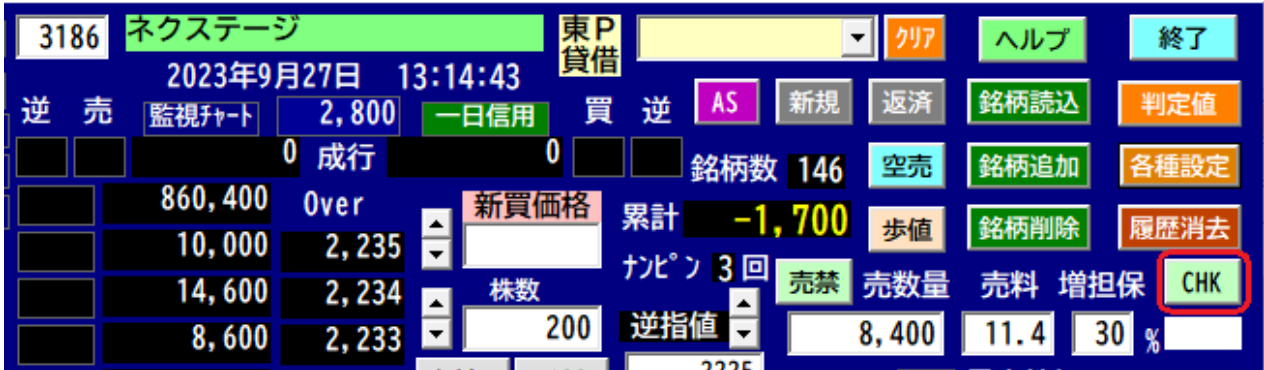 3186 ネクステージ 東P ｸﾘｱ ヘルプ 終了
貸借
2023年9月27日 13:14:43
逆 売 監視ﾁｬｰﾄ 2,800 一日信用 買 逆 AS 新規 返済 銘柄読込 判定値
0 成行 0 銘柄数 146 空売 銘柄追加 各種設定
860,400 Over 新買価格 累計 -1,700 歩値 銘柄削除 履歴消去
10,000 2,235 ﾅﾝﾋﾟﾝ 3回 売禁 売数量 売料 増担保 CHK
14,600 2,234 株数
8,600 2,233 200 逆指値 8,400 11.4 30 %